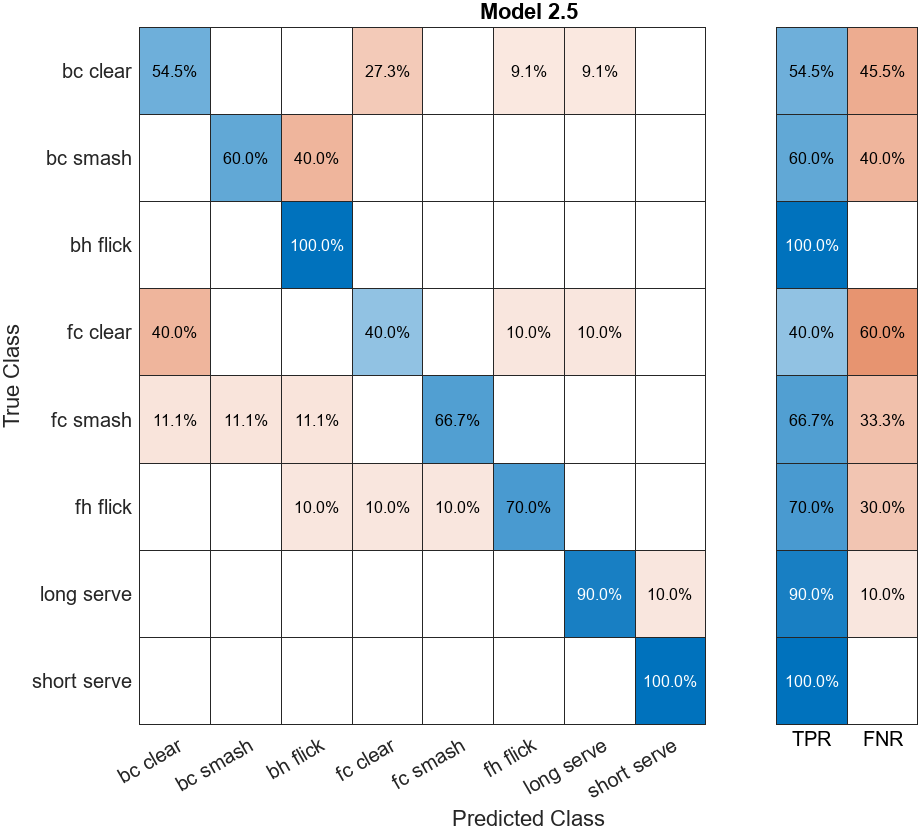 Model 2.5
bc clear 54.5% 27.3% 9.1% 9.1% 54.5% 45.5%
bc smash 60.0% 40.0% 60.0% 40.0%
bh flick 100.0% 100.0%
fc clear 40.0% 40.0% 10.0% 10.0% 40.0% 60.0%
fc smash 11.1% 11.1% 11.1% 66.7% 66.7% 33.3%
fh flick 10.0% 10.0% 10.0% 70.0% 70.0% 30.0%
long serve 90.0% 10.0% 90.0% 10.0%
short serve 100.0% 100.0%
True Class
bc clear bc smash bh flick fc clear fc smash fh flick long serve short serve TPR FNR
Predicted Class